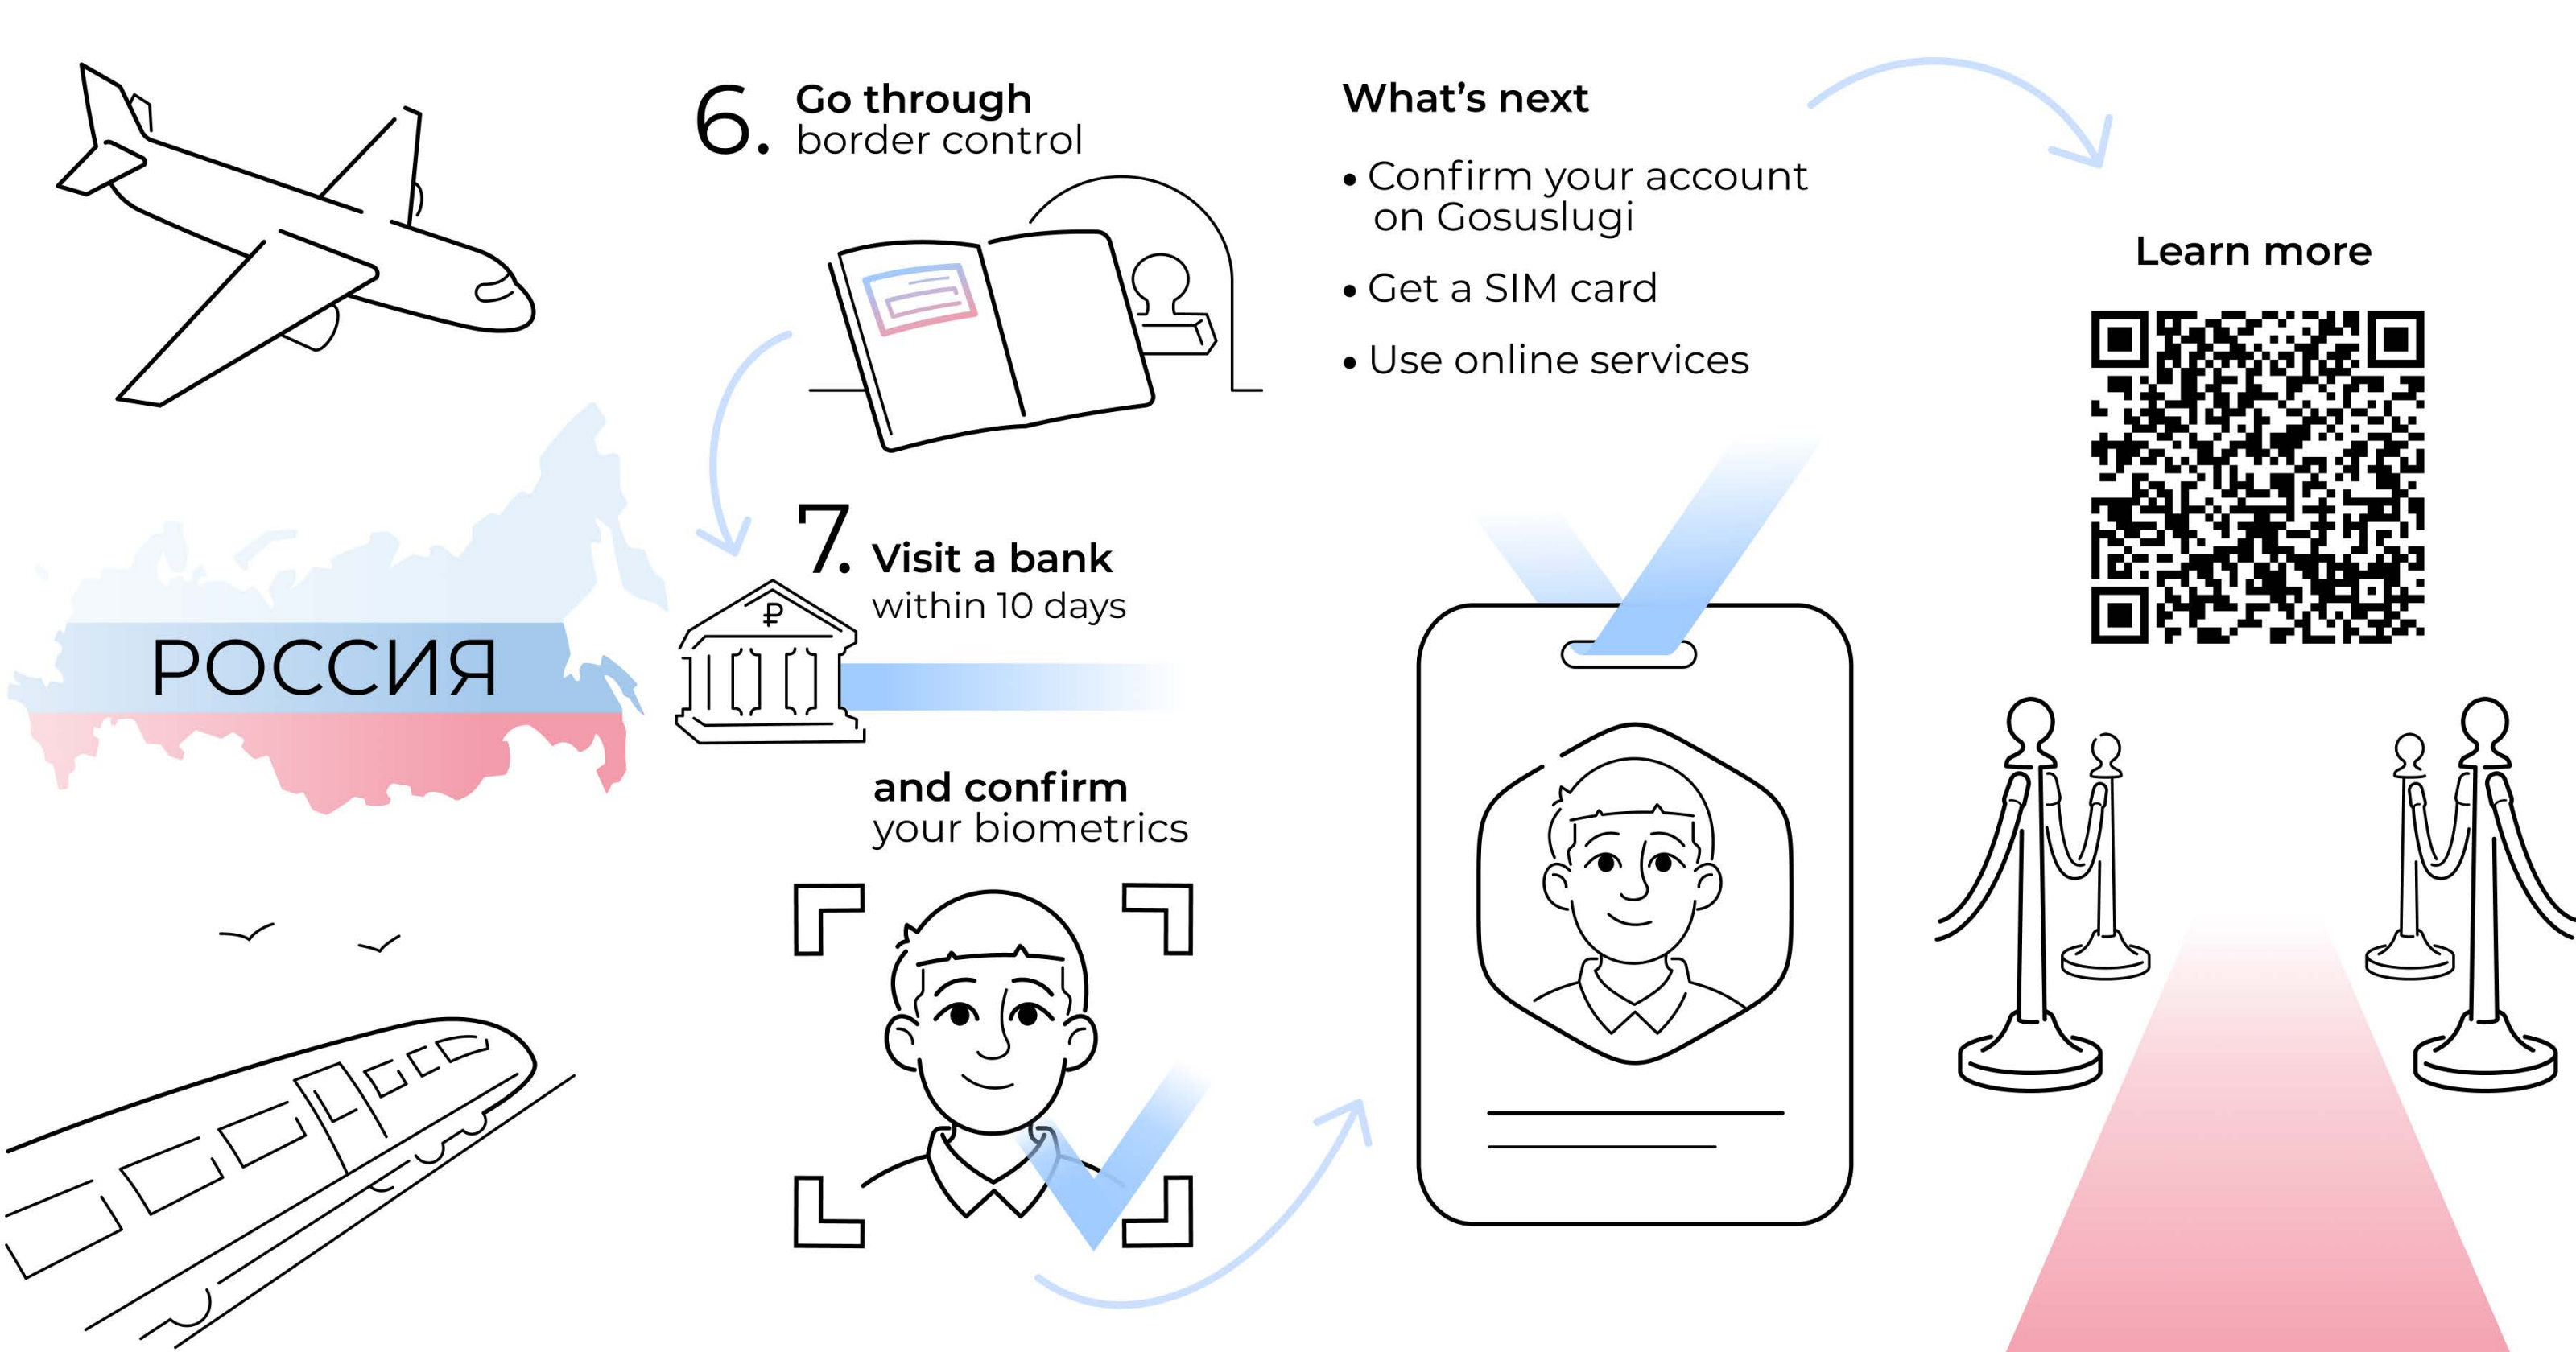 РОССИЯ
6. Go through
border control
7. Visit a bank
within 10 days
₽
and confirm
your biometrics
What's next
• Confirm your account
on Gosuslugi
• Get a SIM card
• Use online services
Learn more